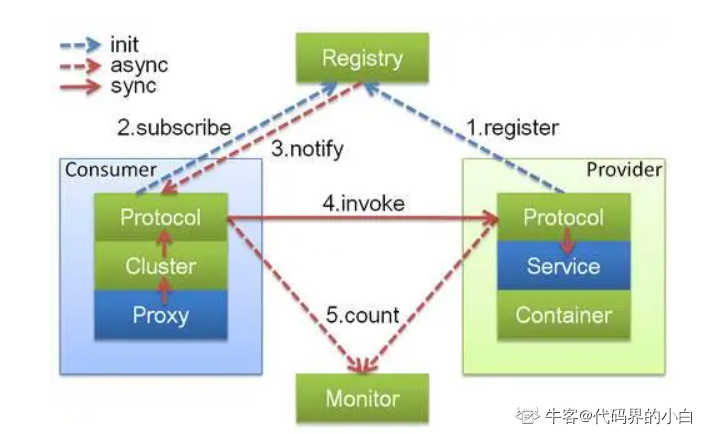 init
async
sync
Registry
2.subscribe
1.register
3.notify
Consumer
Provider
Protocol
4.invoke
Protocol
Cluster
Service
Proxy
5.count
Container
Monitor
牛客@代码界的小白